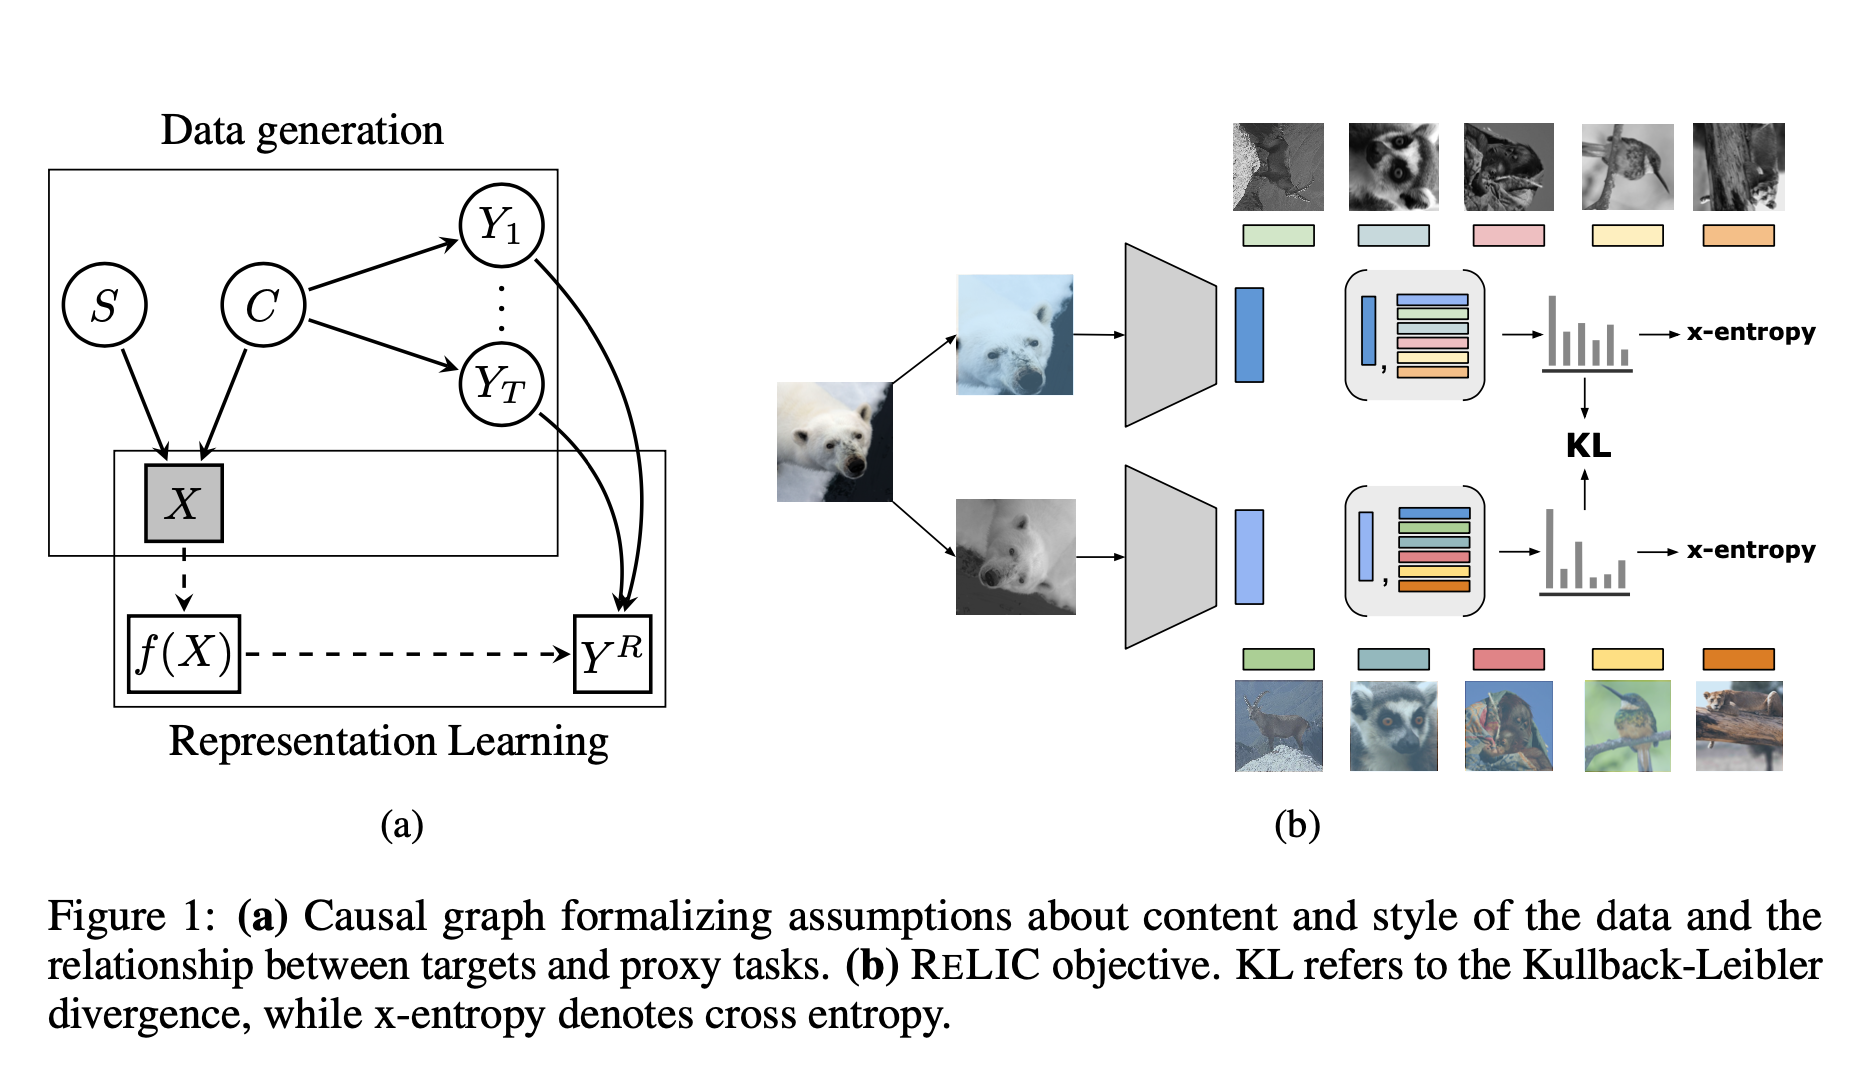 Data generation
Y₁
⋮
S
C
Y_T
X
f(X)
Y^R
Representation Learning
(a)
,
x-entropy
KL
,
x-entropy
(b)
Figure 1: (a) Causal graph formalizing assumptions about content and style of the data and the
relationship between targets and proxy tasks. (b) RELIC objective. KL refers to the Kullback-Leibler
divergence, while x-entropy denotes cross entropy.